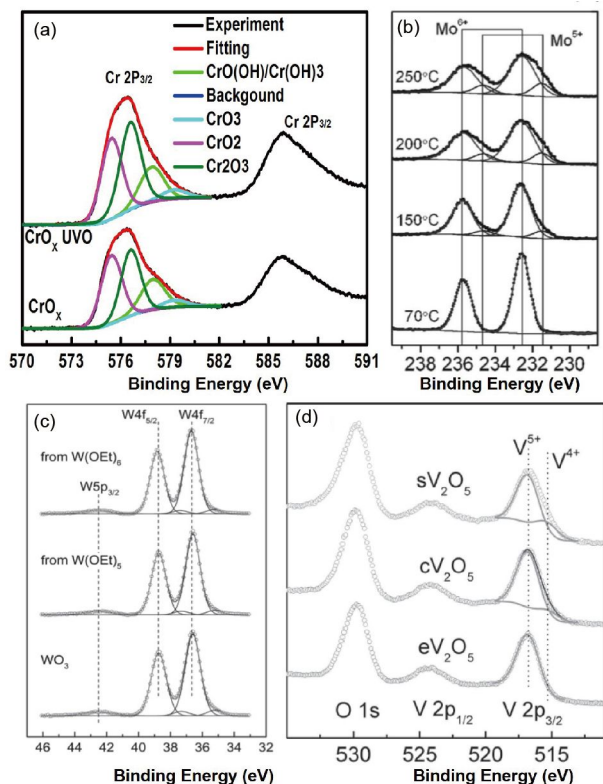 (a)
Experiment
Fitting
CrO(OH)/Cr(OH)3
Backgound
CrO3
CrO2
Cr2O3
Cr 2P3/2
Cr 2P3/2
CrOX UVO
CrOX
570 573 576 579 582 585 588 591
Binding Energy (eV)
(b)
Mo6+
Mo5+
250°C
200°C
150°C
70°C
238 236 234 232 230
Binding Energy (eV)
(c)
W4f5/2 W4f7/2
from W(OEt)6
W5p3/2
from W(OEt)5
WO3
46 44 42 40 38 36 34 32
Binding Energy (eV)
(d)
V5+
V4+
sV2O5
cV2O5
eV2O5
O 1s V 2p1/2 V 2p3/2
530 525 520 515
Binding Energy (eV)